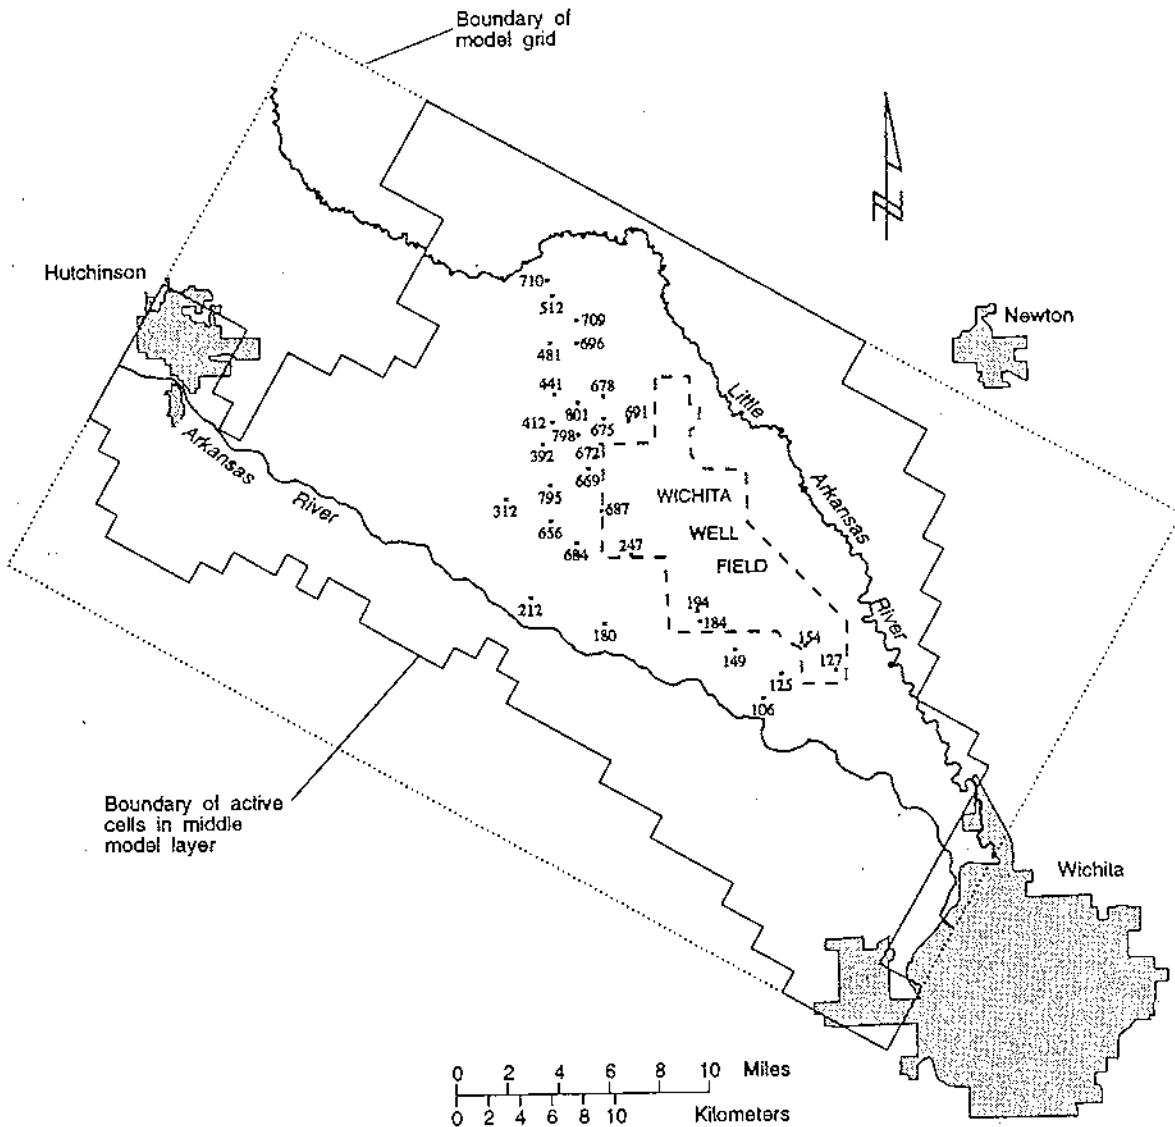 Boundary of
model grid
Hutchinson
Newton
710
512
709
696
481
441
678
801
691
412
675
798
392
672
669
795
312
687
656
684
247
WICHITA
WELL
FIELD
Little
Arkansas
River
Arkansas
River
212
180
194
184
149
154
127
125
106
Boundary of active
cells in middle
model layer
Wichita
0 2 4 6 8 10 Miles
0 2 4 6 8 10 Kilometers
N